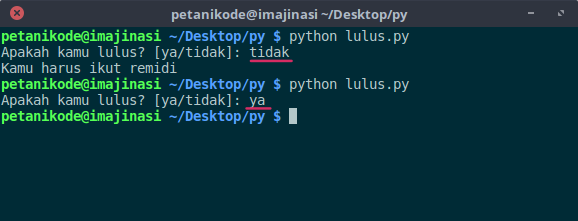 petanikode@imajinasi ~/Desktop/py
petanikode@imajinasi ~/Desktop/py $ python lulus.py
Apakah kamu lulus? [ya/tidak]: tidak
Kamu harus ikut remidi
petanikode@imajinasi ~/Desktop/py $ python lulus.py
Apakah kamu lulus? [ya/tidak]: ya
petanikode@imajinasi ~/Desktop/py $